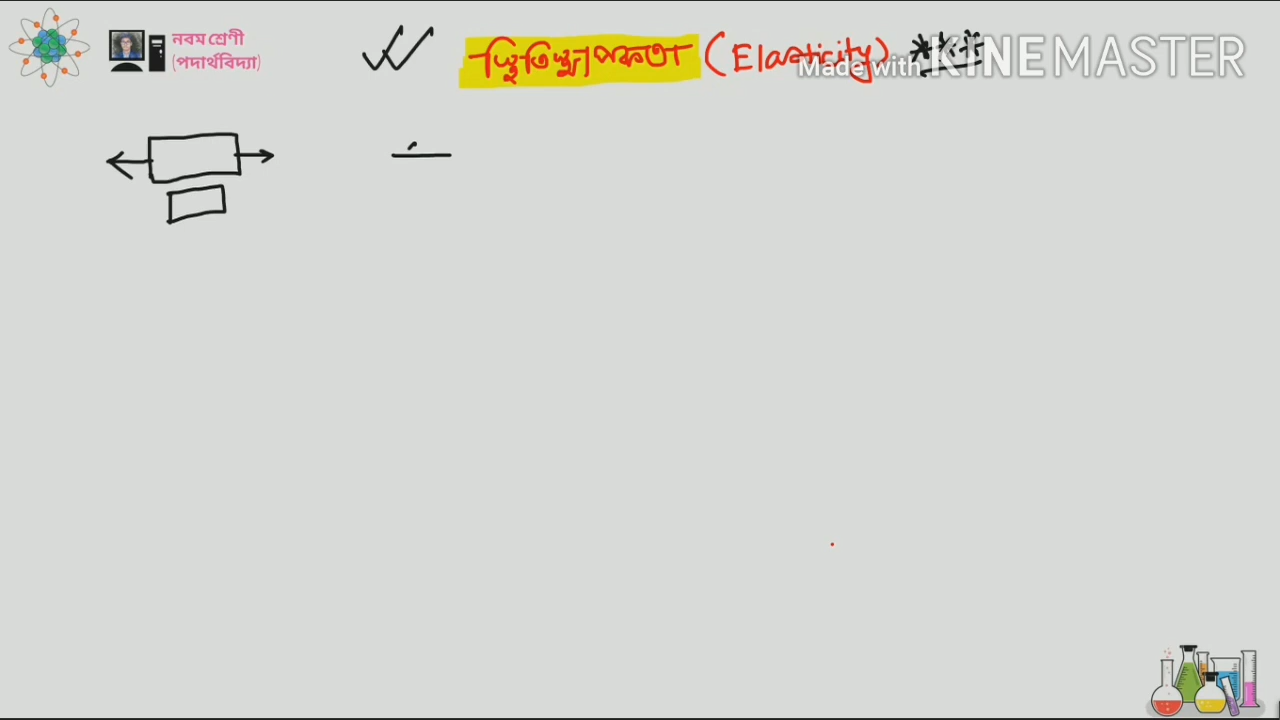 নবম শ্রেণী
(পদার্থবিদ্যা)
স্থিতিস্থাপকতা (Elasticity) ***
Made with KINEMASTER